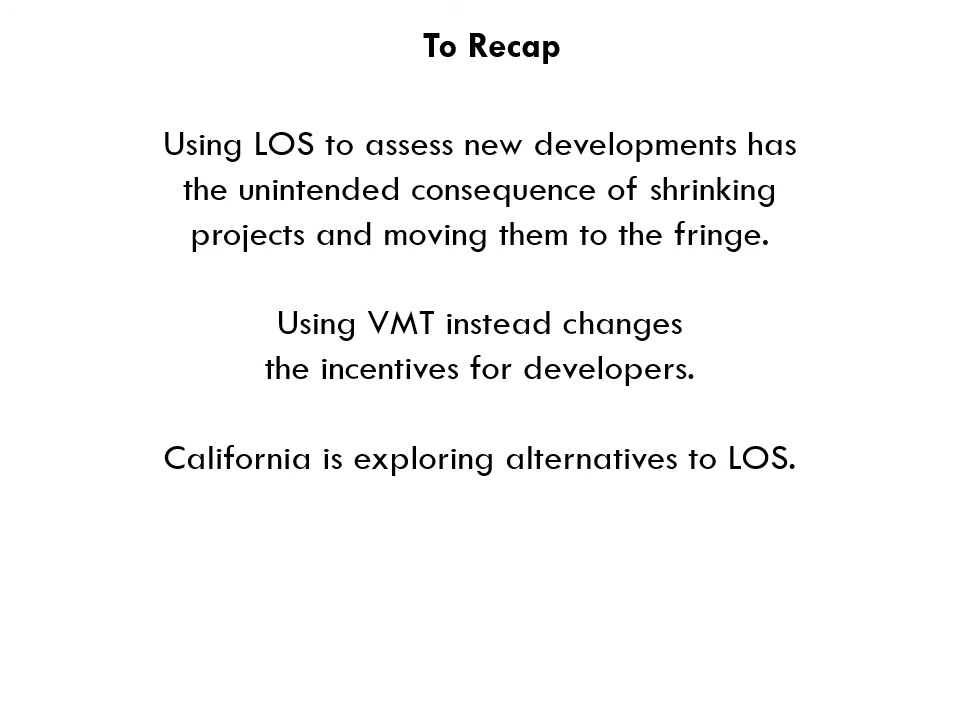 To Recap
Using LOS to assess new developments has
the unintended consequence of shrinking
projects and moving them to the fringe.
Using VMT instead changes
the incentives for developers.
California is exploring alternatives to LOS.